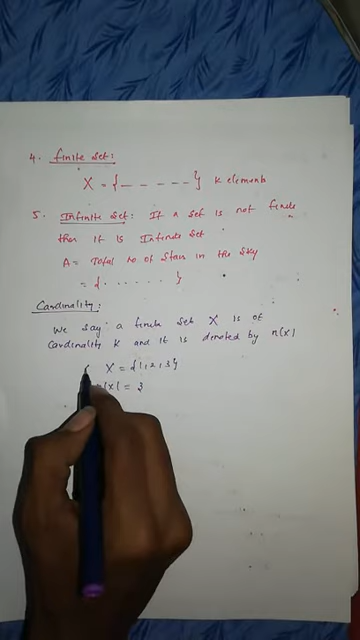 4. Finite Set:
X = {— — — — —} K elements
5. Infinite Set: If a set is not finite
then it is Infinite Set
A = Total no of Stars in the Sky
= {. . . . . . }
Cardinality:
We say a finite set X is of
Cardinality K and it is denoted by n(x)
X = {1, 2, 3}
n(x) = 3